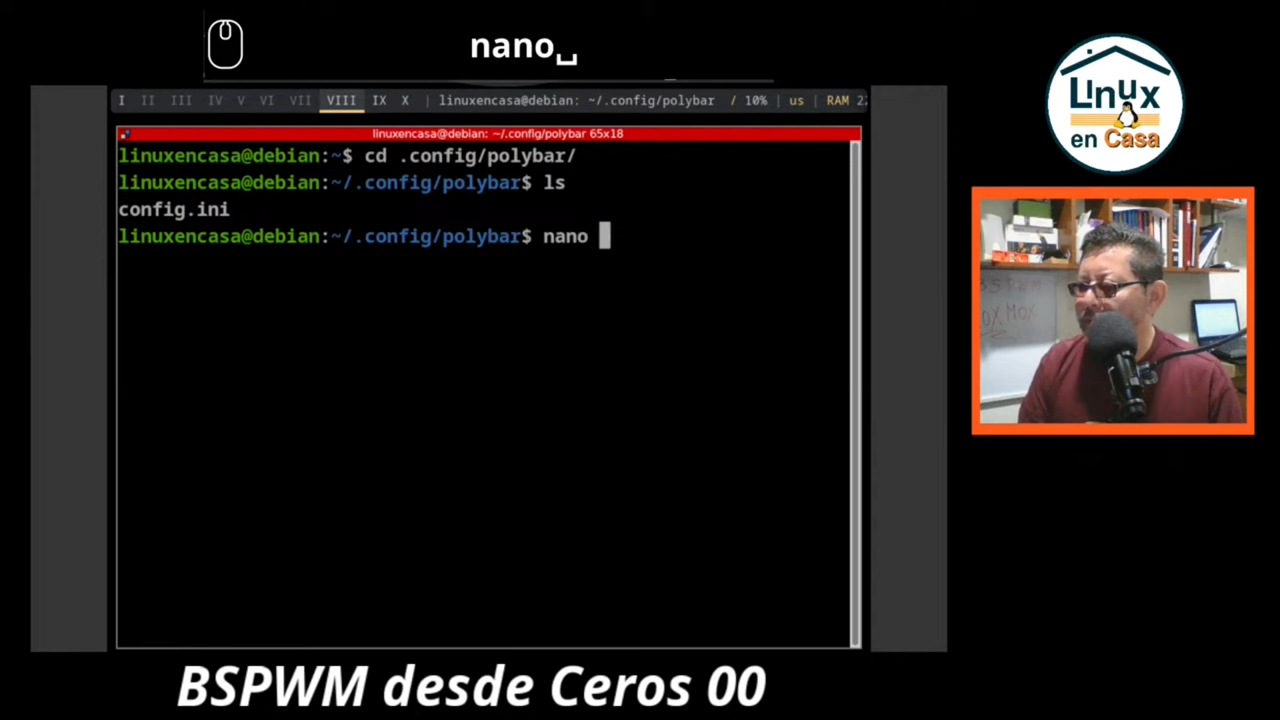 nano␣
I II III IV V VI VII VIII IX X | linuxencasa@debian: ~/.config/polybar / 10% | us | RAM 22
linuxencasa@debian: ~/.config/polybar 65x18
linuxencasa@debian:~$ cd .config/polybar/
linuxencasa@debian:~/.config/polybar$ ls
config.ini
linuxencasa@debian:~/.config/polybar$ nano
Linux
en Casa
MOX
BSPWM desde Ceros 00